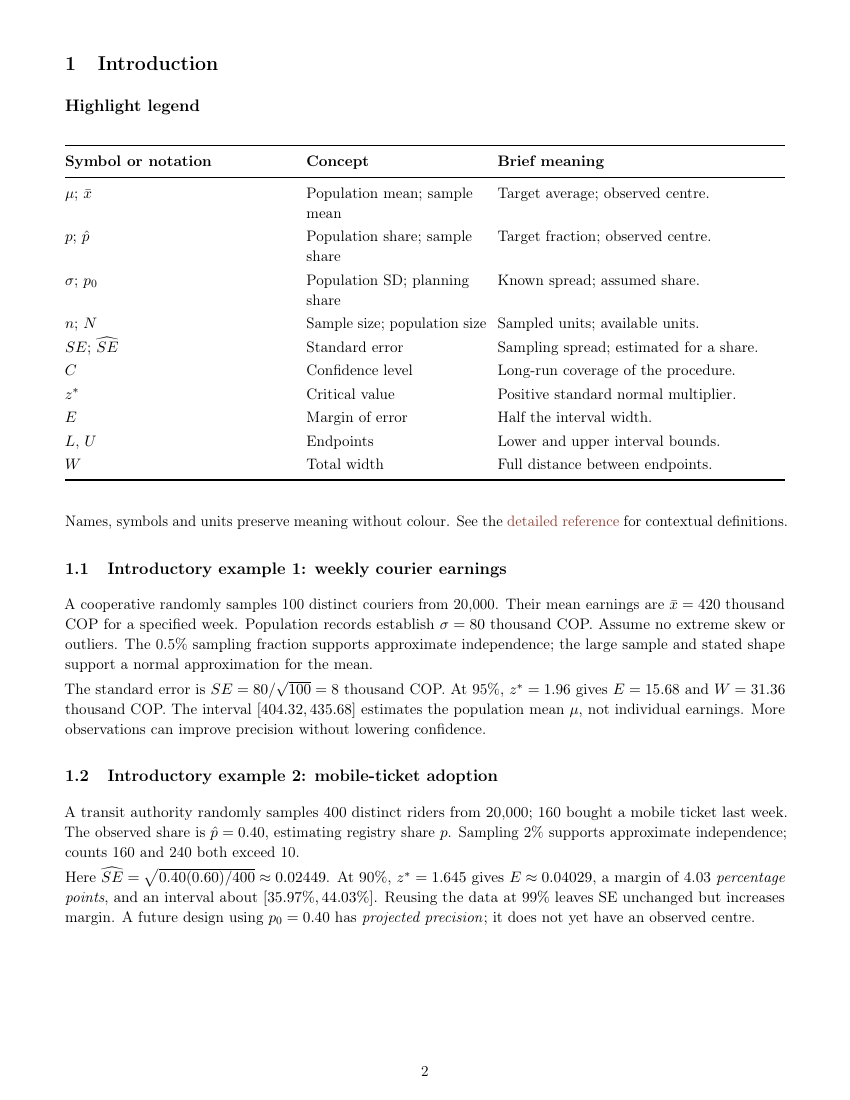 1 Introduction
Highlight legend
Symbol or notation Concept Brief meaning
μ; x̄ Population mean; sample mean Target average; observed centre.
p; p̂ Population share; sample share Target fraction; observed centre.
σ; p₀ Population SD; planning share Known spread; assumed share.
n; N Sample size; population size Sampled units; available units.
SE; \widehat{SE} Standard error Sampling spread; estimated for a share.
C Confidence level Long-run coverage of the procedure.
z* Critical value Positive standard normal multiplier.
E Margin of error Half the interval width.
L, U Endpoints Lower and upper interval bounds.
W Total width Full distance between endpoints.
Names, symbols and units preserve meaning without colour. See the detailed reference for contextual definitions.
1.1 Introductory example 1: weekly courier earnings
A cooperative randomly samples 100 distinct couriers from 20,000. Their mean earnings are x̄ = 420 thousand
COP for a specified week. Population records establish σ = 80 thousand COP. Assume no extreme skew or
outliers. The 0.5% sampling fraction supports approximate independence; the large sample and stated shape
support a normal approximation for the mean.
The standard error is SE = 80/√100 = 8 thousand COP. At 95%, z* = 1.96 gives E = 15.68 and W = 31.36
thousand COP. The interval [404.32, 435.68] estimates the population mean μ, not individual earnings. More
observations can improve precision without lowering confidence.
1.2 Introductory example 2: mobile-ticket adoption
A transit authority randomly samples 400 distinct riders from 20,000; 160 bought a mobile ticket last week.
The observed share is p̂ = 0.40, estimating registry share p. Sampling 2% supports approximate independence;
counts 160 and 240 both exceed 10.
Here \widehat{SE} = √(0.40(0.60)/400) ≈ 0.02449. At 90%, z* = 1.645 gives E ≈ 0.04029, a margin of 4.03 percentage
points, and an interval about [35.97%, 44.03%]. Reusing the data at 99% leaves SE unchanged but increases
margin. A future design using p₀ = 0.40 has projected precision; it does not yet have an observed centre.
2